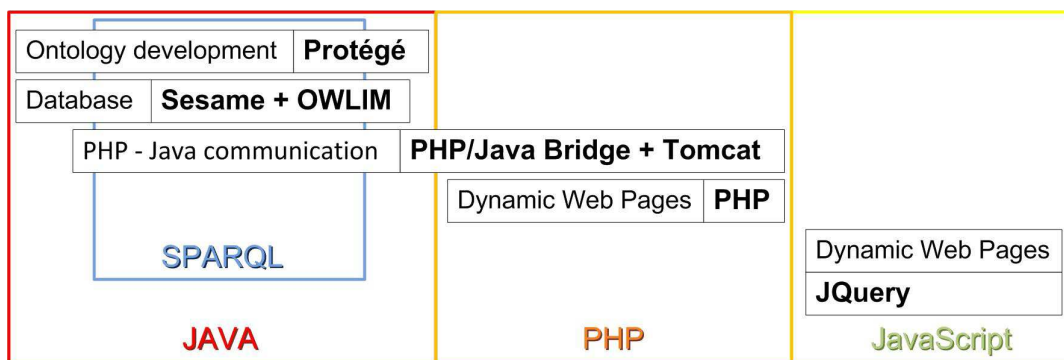 Ontology development Protégé
Database Sesame + OWLIM
PHP - Java communication PHP/Java Bridge + Tomcat
Dynamic Web Pages PHP
SPARQL
Dynamic Web Pages
JQuery
JAVA PHP JavaScript